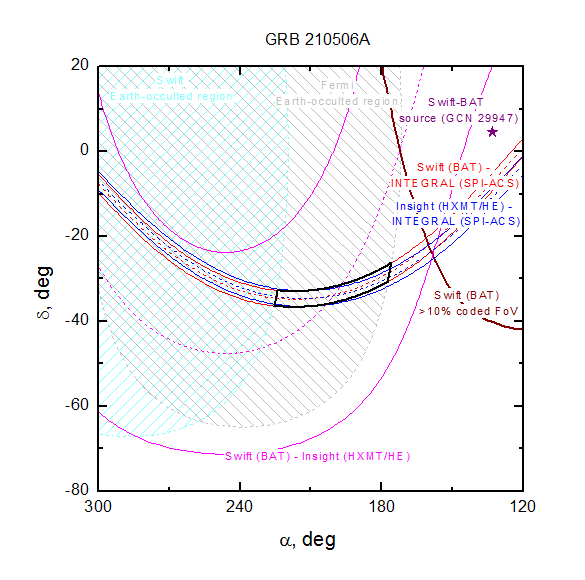 GRB 210506A
20
Swift
Earth-occulted region
Fermi
Earth-occulted region
Swift-BAT
source (GCN 29947)
0
Swift (BAT) -
INTEGRAL (SPI-ACS)
Insight (HXMT/HE) -
INTEGRAL (SPI-ACS)
-20
δ, deg
Swift (BAT)
>10% coded FoV
-40
-60
Swift (BAT) - Insight (HXMT/HE)
-80
300
240
180
120
α, deg